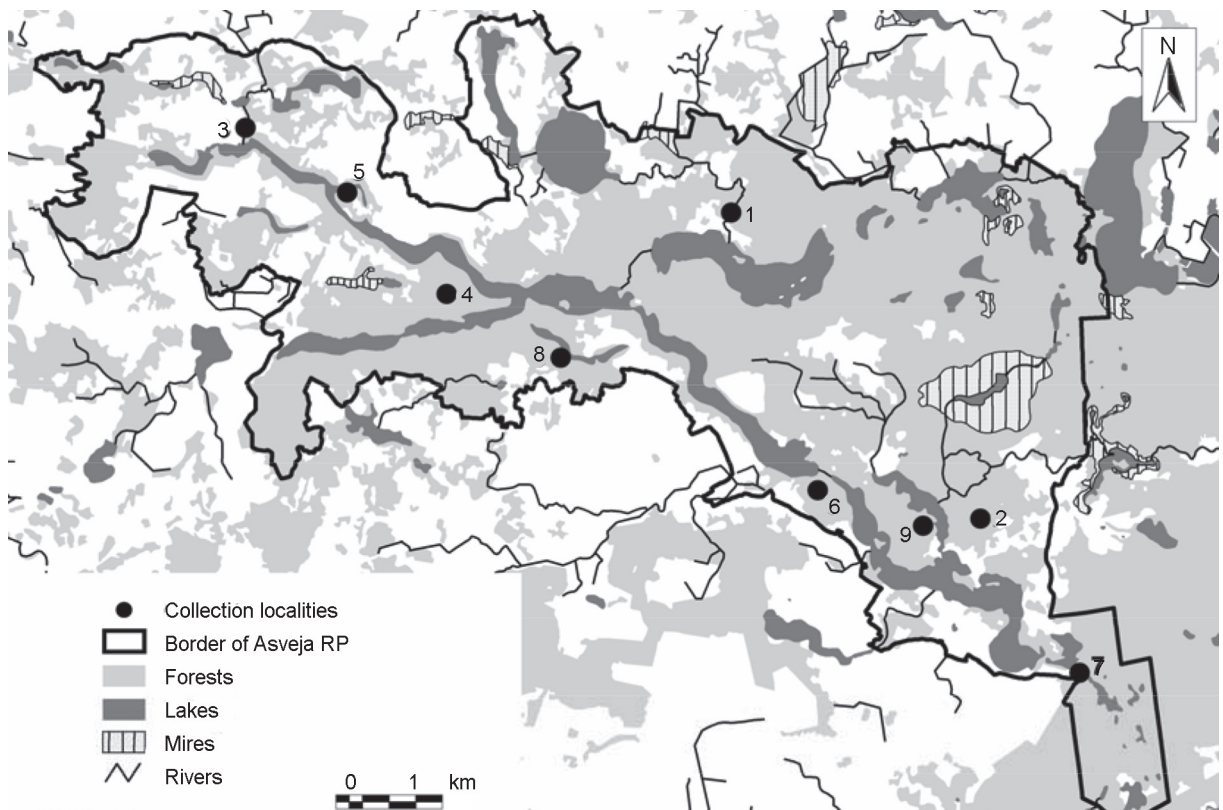 N
3
5
1
4
8
6
9
2
7
Collection localities
Border of Asveja RP
Forests
Lakes
Mires
Rivers
0 1 km